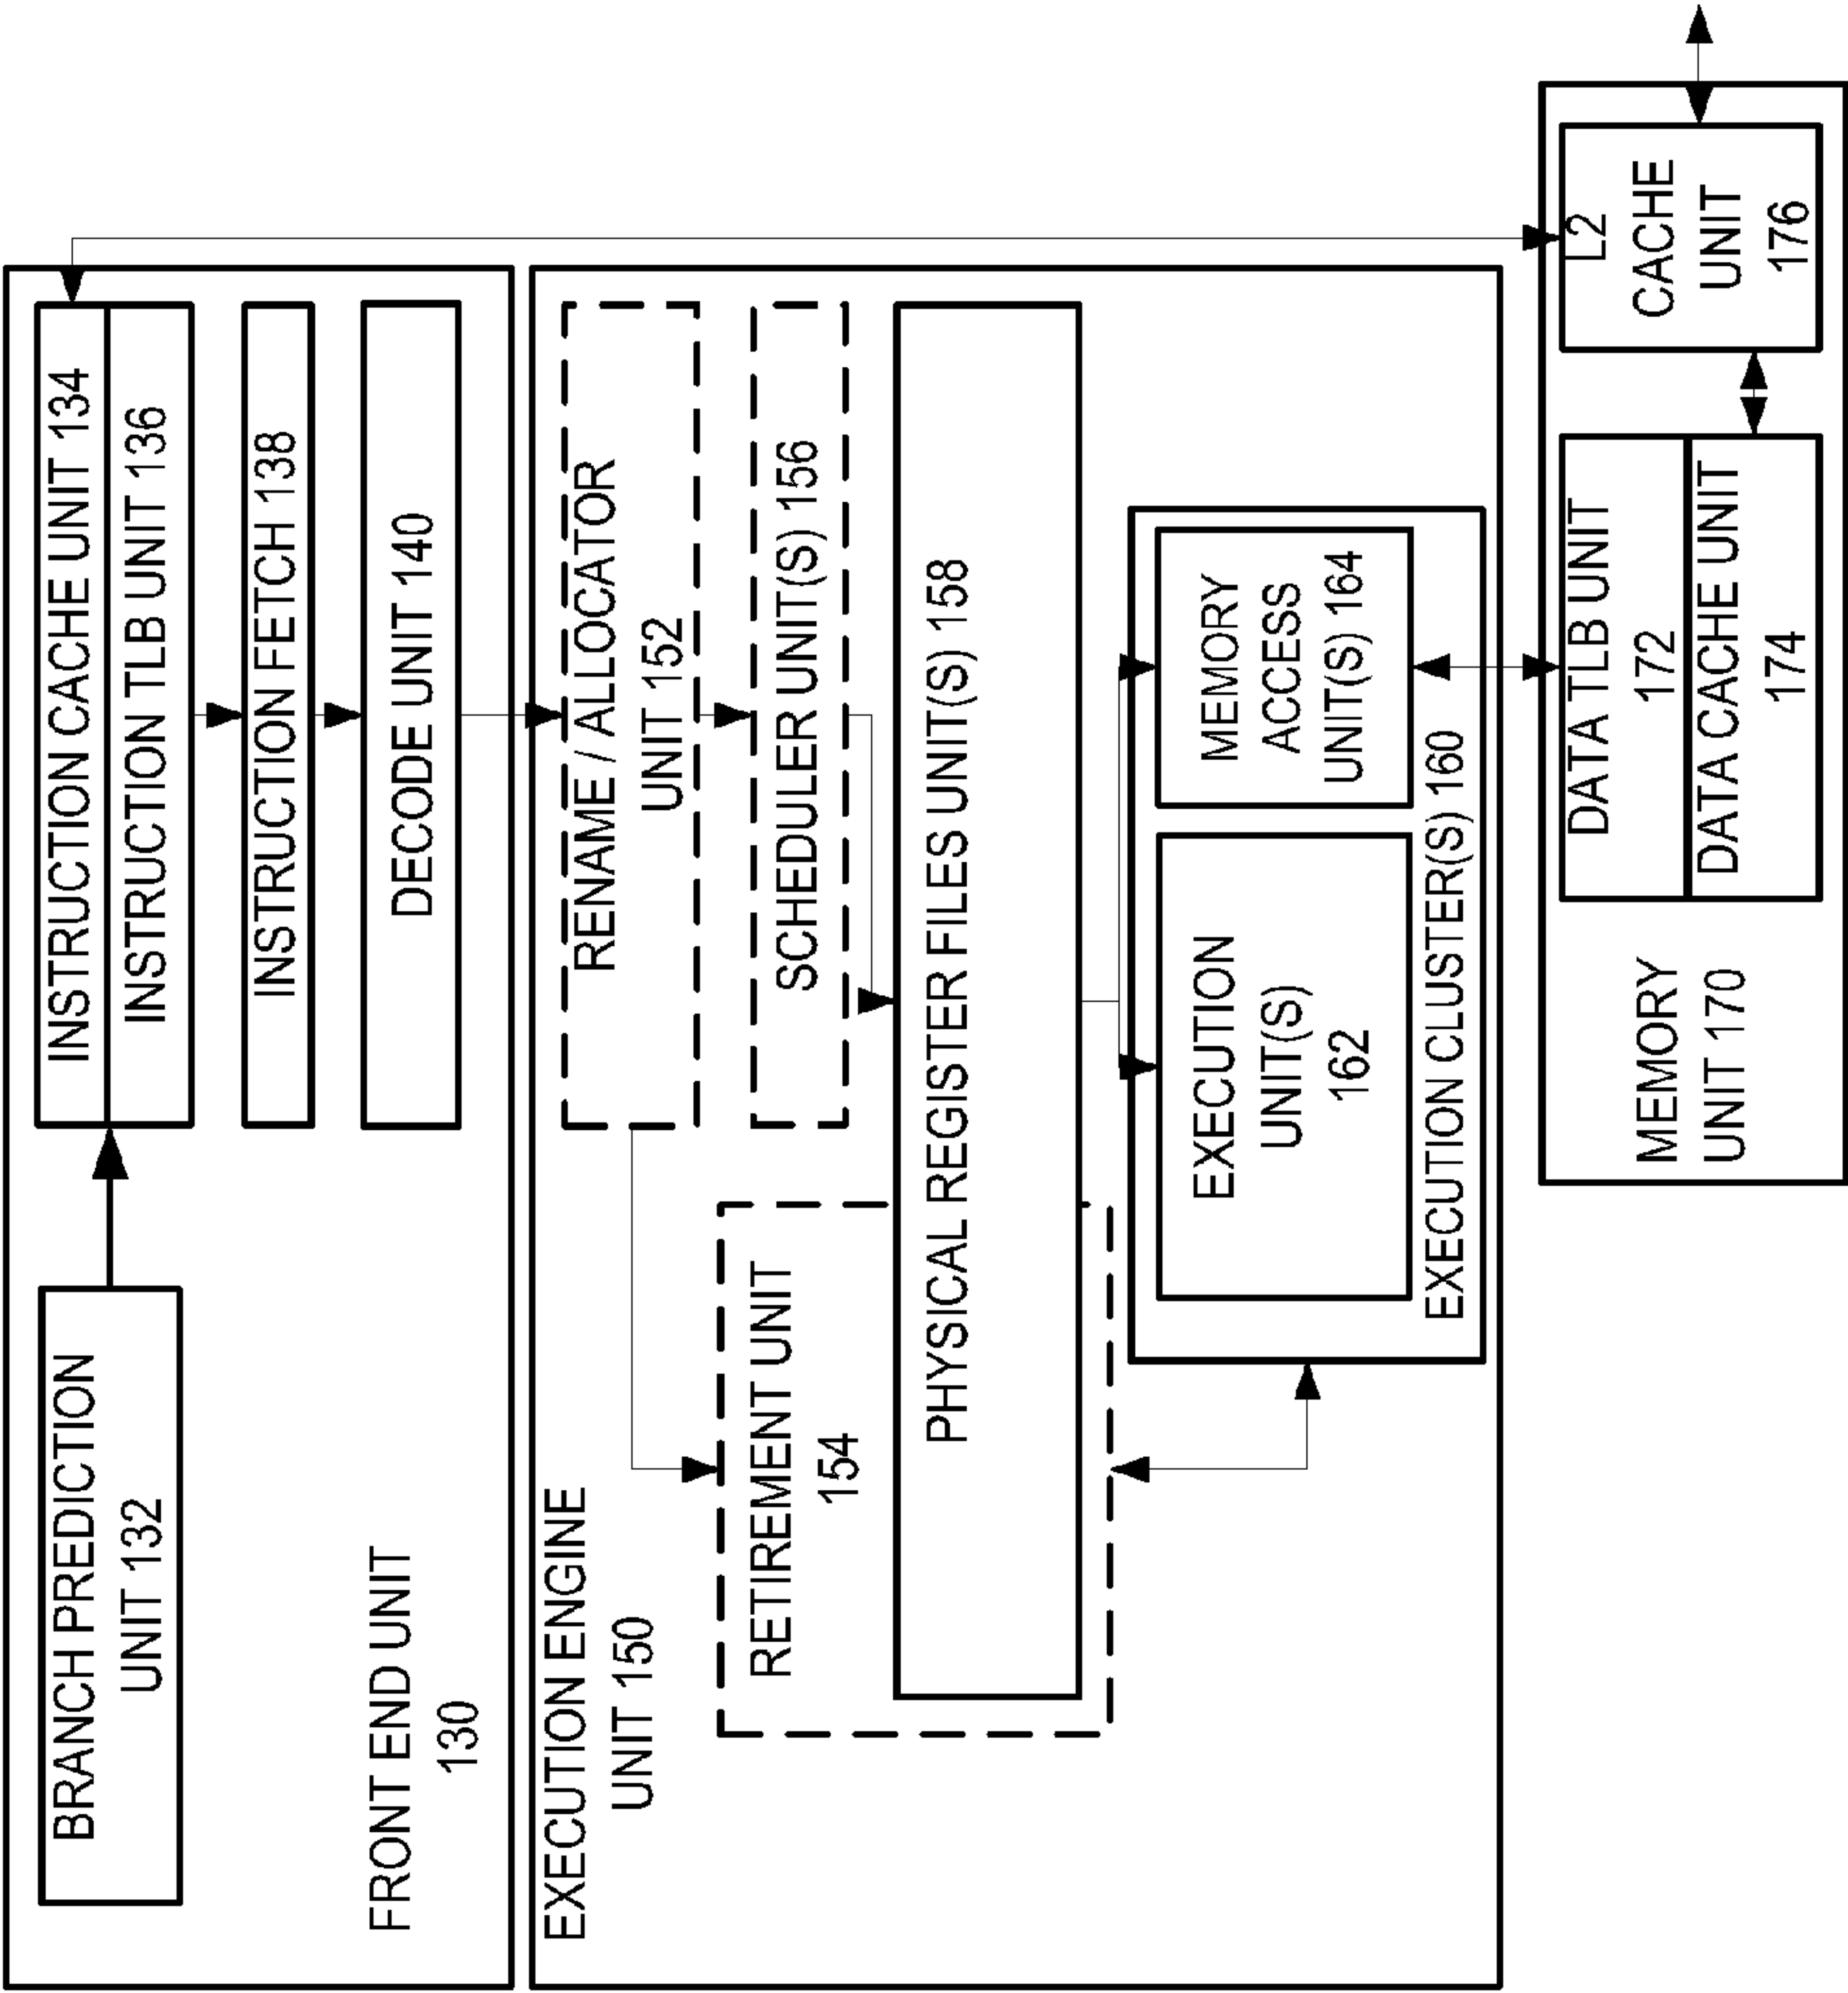 BRANCH PREDICTION
UNIT 132
INSTRUCTION CACHE UNIT 134
INSTRUCTION TLB UNIT 136
INSTRUCTION FETCH 138
DECODE UNIT 140
FRONT END UNIT
130
EXECUTION ENGINE
UNIT 150
RENAME / ALLOCATOR
UNIT 152
RETIREMENT UNIT
154
SCHEDULER UNIT(S) 156
PHYSICAL REGISTER FILES UNIT(S) 158
EXECUTION
UNIT(S)
162
MEMORY
ACCESS
UNIT(S) 164
EXECUTION CLUSTER(S) 160
MEMORY
UNIT 170
DATA TLB UNIT
172
DATA CACHE UNIT
174
L2
CACHE
UNIT
176